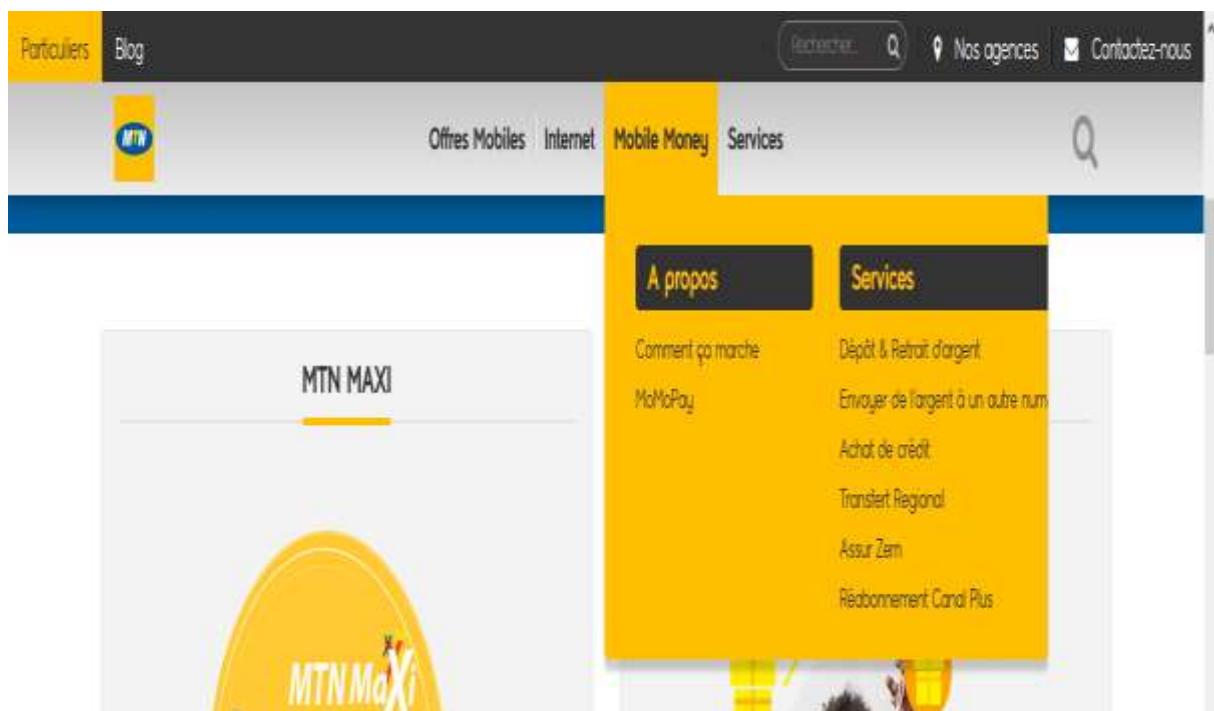 Particuliers Blog Rechercher... Nos agences Contactez-nous
MTN Offres Mobiles Internet Mobile Money Services
A propos Services
Comment ça marche Dépôt & Retrait d'argent
MTN MAXI
MoMoPay Envoyer de l'argent à un autre num
Achat de crédit
Transfert Regional
Assur Zem
Réabonnement Canal Plus
MTN MaXi